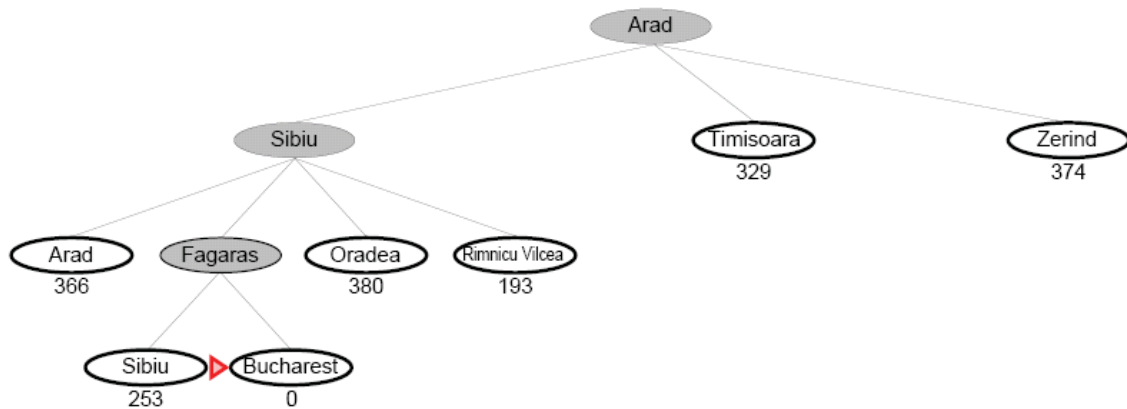 Arad
Sibiu
Timisoara
Zerind
329
374
Arad
Fagaras
Oradea
Rimnicu Vilcea
366
380
193
Sibiu
Bucharest
253
0